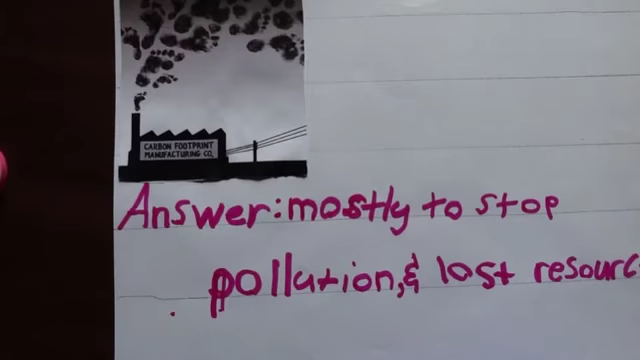 CARBON FOOTPRINT
MANUFACTURING CO.
Answer: mostly to stop
pollution, & lost resourc